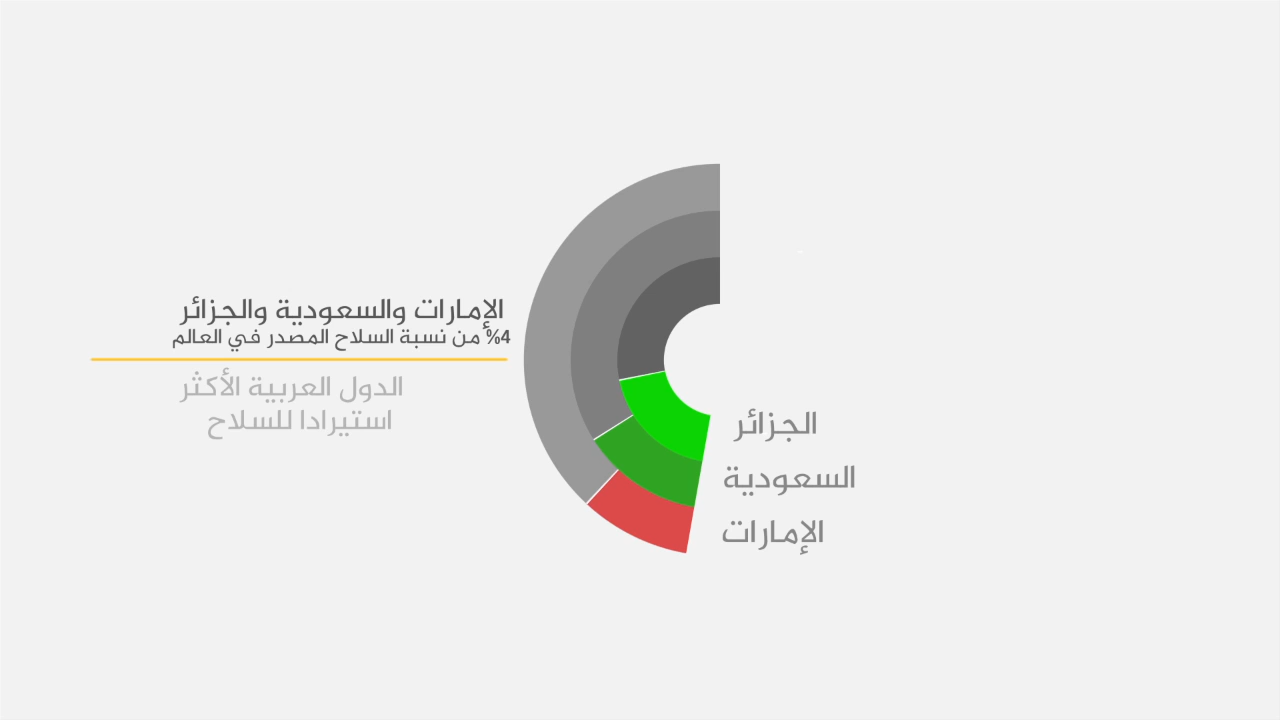 الإمارات والسعودية والجزائر
4% من نسبة السلاح المصدر في العالم
الدول العربية الأكثر
استيرادا للسلاح
الجزائر
السعودية
الإمارات